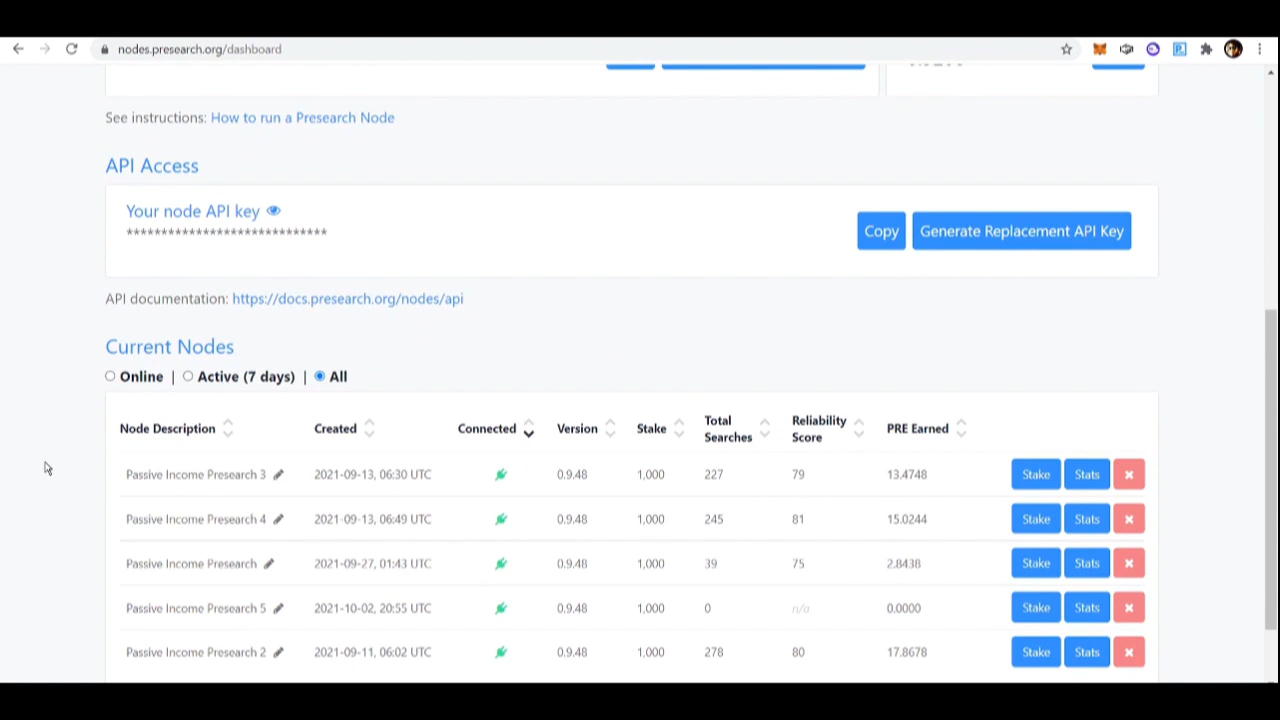 nodes.presearch.org/dashboard
See instructions: How to run a Presearch Node
API Access
Your node API key
*****************************
Copy
Generate Replacement API Key
API documentation: https://docs.presearch.org/nodes/api
Current Nodes
Online | Active (7 days) | All
Node Description Created Connected Version Stake Total Searches Reliability Score PRE Earned
Passive Income Presearch 3 2021-09-13, 06:30 UTC 0.9.48 1,000 227 79 13.4748 Stake Stats
Passive Income Presearch 4 2021-09-13, 06:49 UTC 0.9.48 1,000 245 81 15.0244 Stake Stats
Passive Income Presearch 2021-09-27, 01:43 UTC 0.9.48 1,000 39 75 2.8438 Stake Stats
Passive Income Presearch 5 2021-10-02, 20:55 UTC 0.9.48 1,000 0 n/a 0.0000 Stake Stats
Passive Income Presearch 2 2021-09-11, 06:02 UTC 0.9.48 1,000 278 80 17.8678 Stake Stats